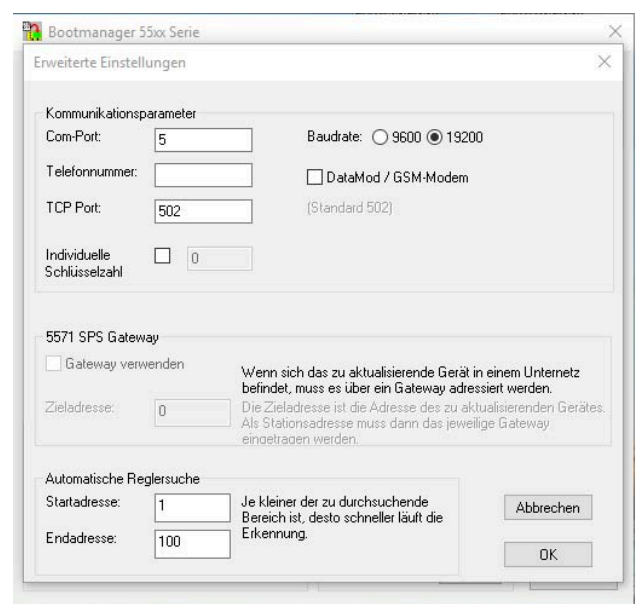 Bootmanager 55xx Serie
Erweiterte Einstellungen
Kommunikationsparameter
Com-Port: 5 Baudrate: 9600 19200
Telefonnummer: DataMod / GSM-Modem
TCP Port: 502 (Standard 502)
Individuelle
Schlüsselzahl 0
5571 SPS Gateway
Gateway verwenden
Wenn sich das zu aktualisierende Gerät in einem Unternetz
befindet, muss es über ein Gateway adressiert werden.
Zieladresse: 0
Die Zieladresse ist die Adresse des zu aktualisierenden Gerätes.
Als Stationsadresse muss dann das jeweilige Gateway
eingetragen werden.
Automatische Reglersuche
Startadresse: 1
Endadresse: 100
Je kleiner der zu durchsuchende
Bereich ist, desto schneller läuft die
Erkennung.
Abbrechen
OK